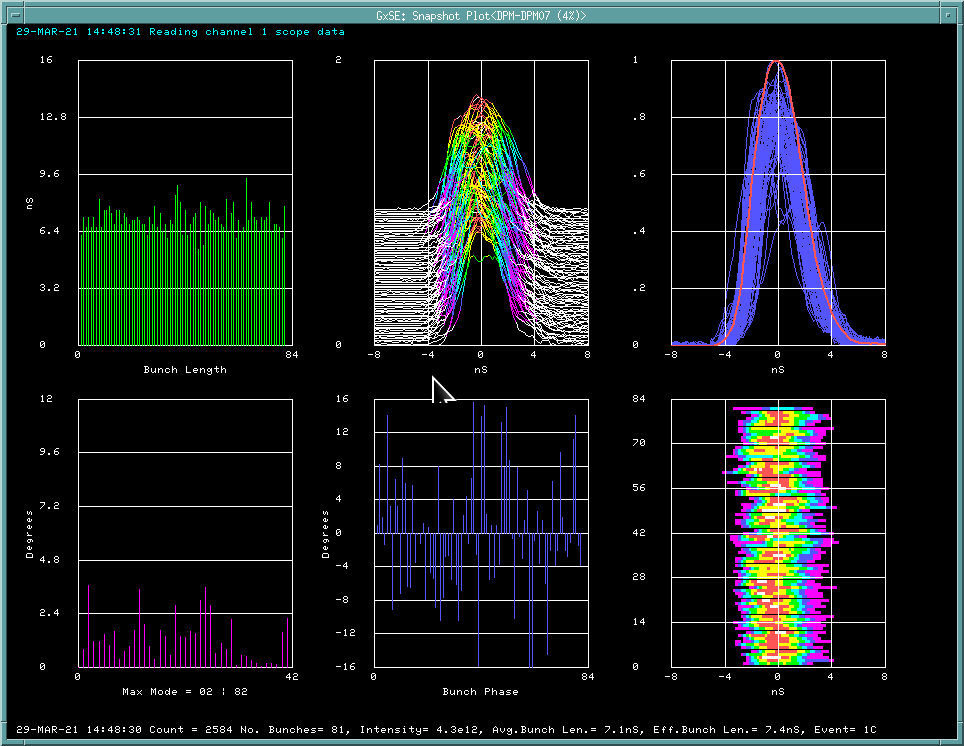 GxSE: Snapshot Plot<DPM-DPM07 (4%)>
29-MAR-21 14:48:31 Reading channel 1 scope data
16
12.8
9.6
6.4
3.2
0
nS
0 84
Bunch Length
2
0
-8 -4 0 4 8
nS
1
.8
.6
.4
.2
0
-8 -4 0 4 8
nS
12
9.6
7.2
4.8
2.4
0
Degrees
0 42
Max Mode = 02 ¦ 82
16
12
8
4
0
-4
-8
-12
-16
Degrees
0 84
Bunch Phase
84
70
56
42
28
14
0
-8 -4 0 4 8
nS
29-MAR-21 14:48:30 Count = 2584 No. Bunches= 81, Intensity= 4.3e12, Avg.Bunch Len.= 7.1nS, Eff.Bunch Len.= 7.4nS, Event= 1C